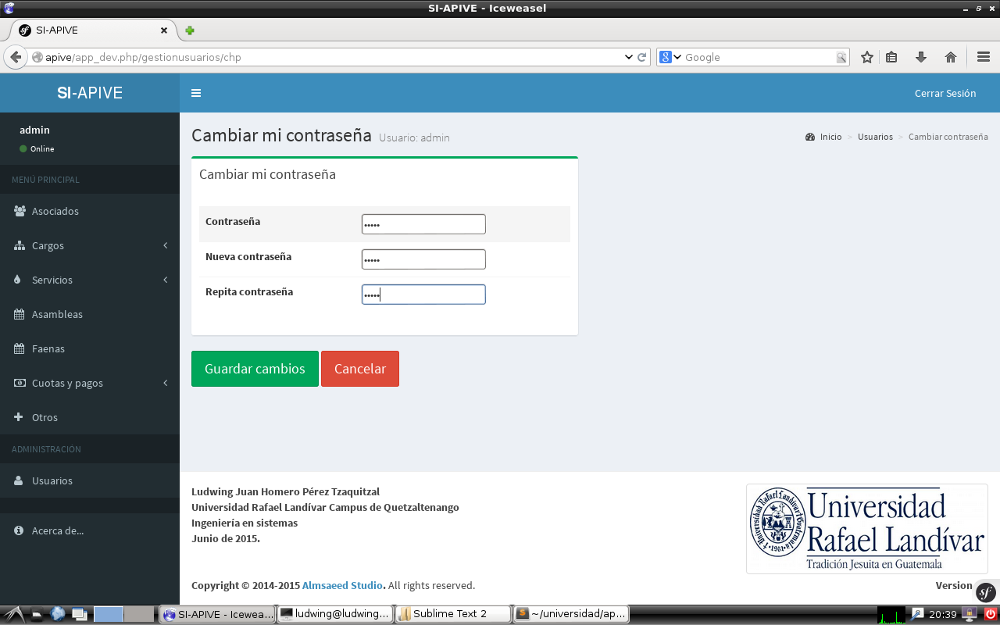 SI-APIVE - Iceweasel
SI-APIVE
apive/app_dev.php/gestionusuarios/chp
Google
SI-APIVE
Cerrar Sesión
admin
Online
MENÚ PRINCIPAL
Asociados
Cargos
Servicios
Asambleas
Faenas
Cuotas y pagos
Otros
ADMINISTRACIÓN
Usuarios
Acerca de...
Cambiar mi contraseña Usuario: admin
Inicio > Usuarios > Cambiar contraseña
Cambiar mi contraseña
Contraseña •••••
Nueva contraseña •••••
Repita contraseña •••••
Guardar cambios Cancelar
Ludwing Juan Homero Pérez Tzaquitzal
Universidad Rafael Landívar Campus de Quetzaltenango
Ingeniería en sistemas
Junio de 2015.
Universidad
Rafael Landívar
Tradición Jesuita en Guatemala
Copyright © 2014-2015 Almsaeed Studio. All rights reserved.
Version
SI-APIVE - Icewea... ludwing@ludwing... Sublime Text 2 ~/universidad/ap... 20:39